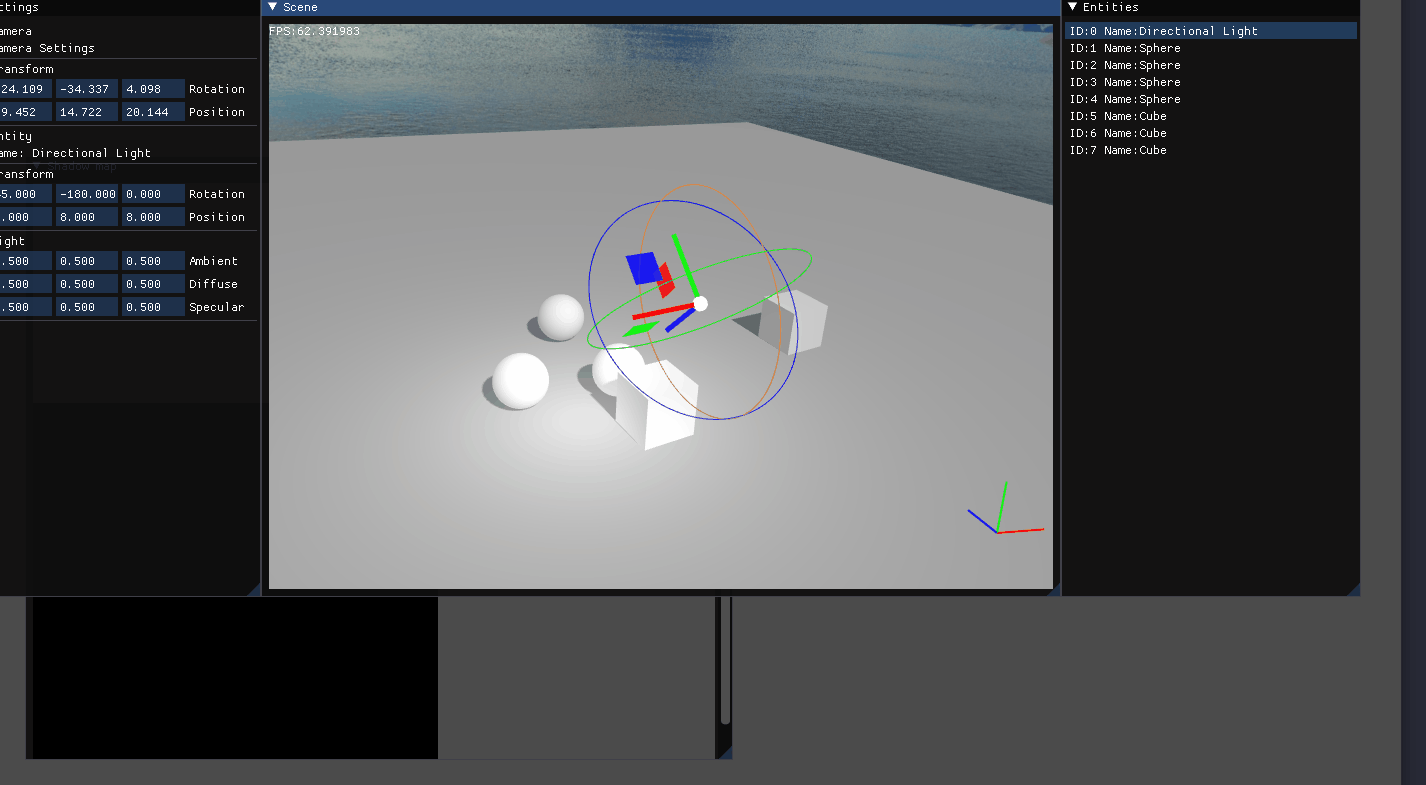 ttings
amera
amera Settings
ransform
24.109 -34.337 4.098 Rotation
9.452 14.722 20.144 Position
ntity
ame: Directional Light
Shadow map
ransform
5.000 -180.000 0.000 Rotation
.000 8.000 8.000 Position
ight
.500 0.500 0.500 Ambient
.500 0.500 0.500 Diffuse
.500 0.500 0.500 Specular
Scene
FPS:62.391983
Entities
ID:0 Name:Directional Light
ID:1 Name:Sphere
ID:2 Name:Sphere
ID:3 Name:Sphere
ID:4 Name:Sphere
ID:5 Name:Cube
ID:6 Name:Cube
ID:7 Name:Cube